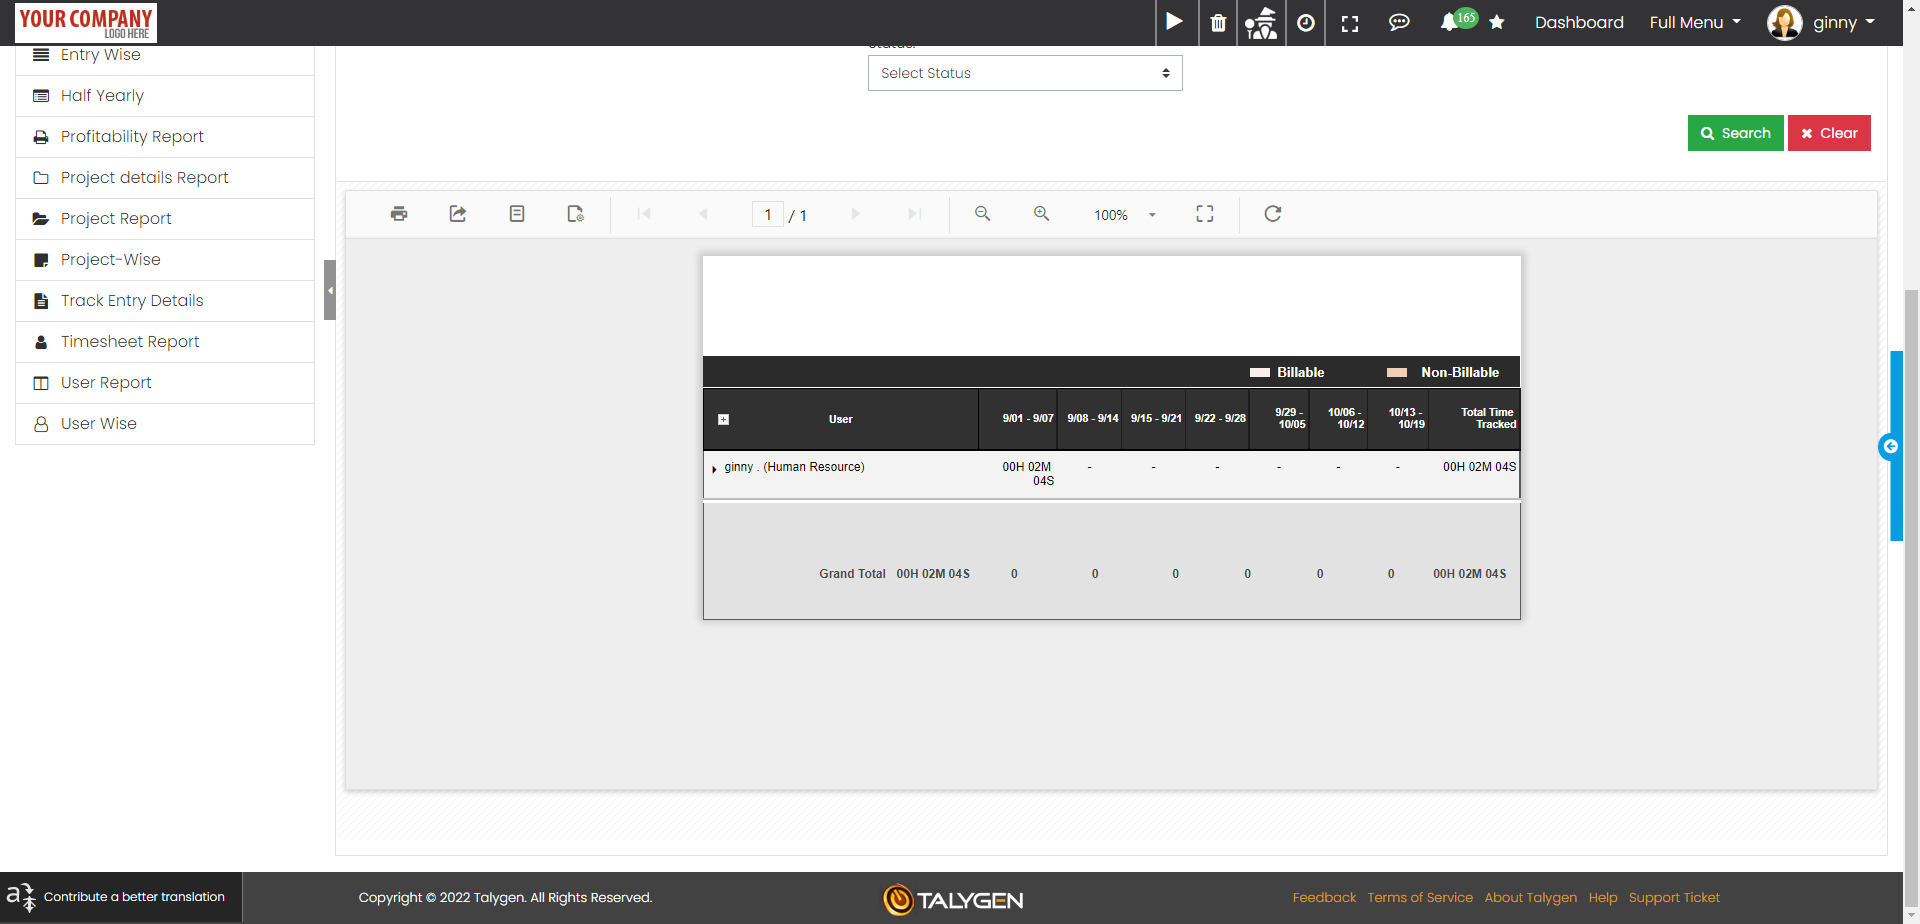 YOUR COMPANY
LOGO HERE
165
Dashboard
Full Menu
ginny
Entry Wise
Half Yearly
Profitability Report
Project details Report
Project Report
Project-Wise
Track Entry Details
Timesheet Report
User Report
User Wise
Status:
Select Status
Search
Clear
1 / 1
100%
Billable
Non-Billable
User
9/01 - 9/07
9/08 - 9/14
9/15 - 9/21
9/22 - 9/28
9/29 -
10/05
10/06 -
10/12
10/13 -
10/19
Total Time
Tracked
ginny . (Human Resource)
00H 02M
04S
-
-
-
-
-
-
00H 02M 04S
Grand Total 00H 02M 04S 0 0 0 0 0 0 00H 02M 04S
Contribute a better translation
Copyright © 2022 Talygen. All Rights Reserved.
TALYGEN
Feedback Terms of Service About Talygen Help Support Ticket